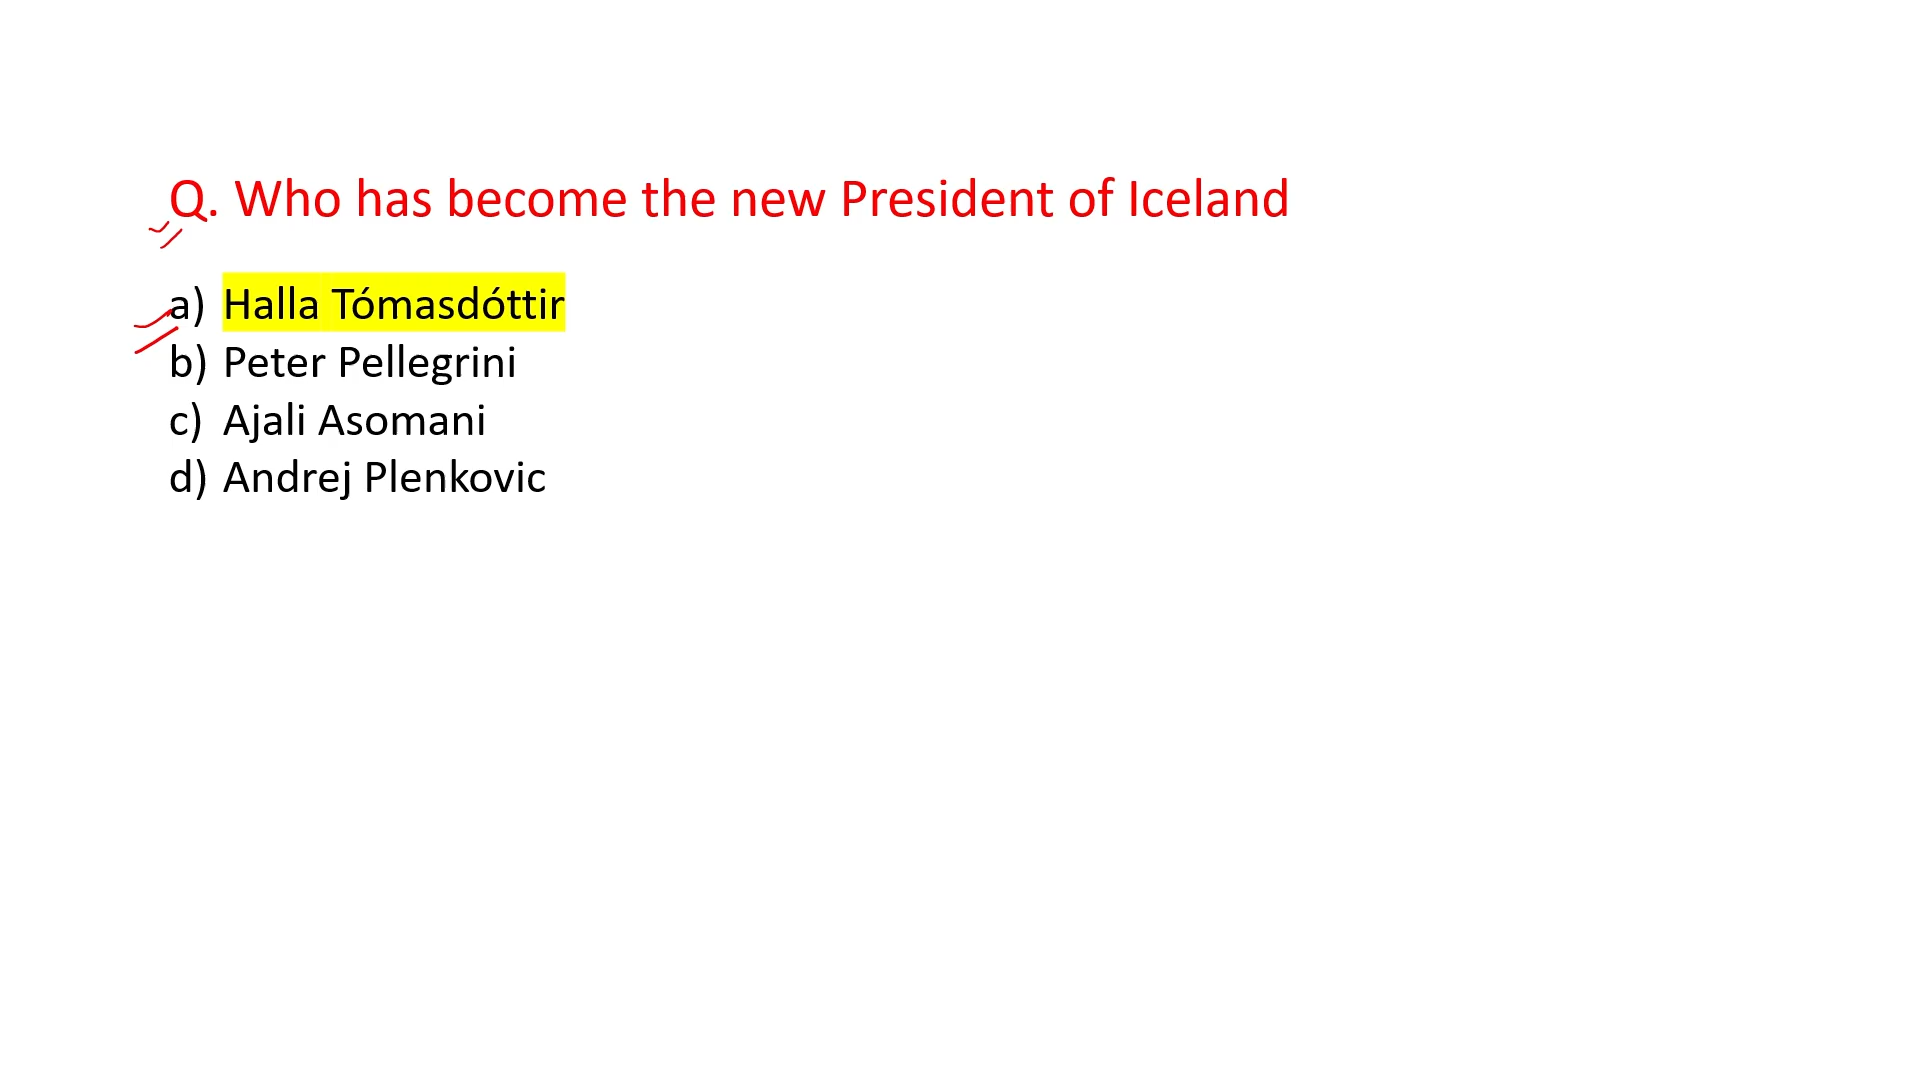 Q. Who has become the new President of Iceland
a) Halla Tómasdóttir
b) Peter Pellegrini
c) Ajali Asomani
d) Andrej Plenkovic